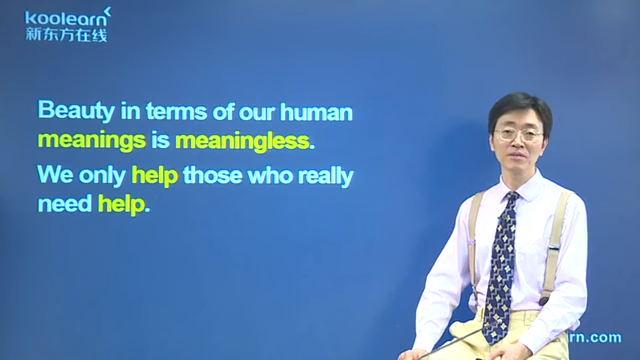 koolearn
新东方在线
Beauty in terms of our human
meanings is meaningless.
We only help those who really
need help.
rn.com